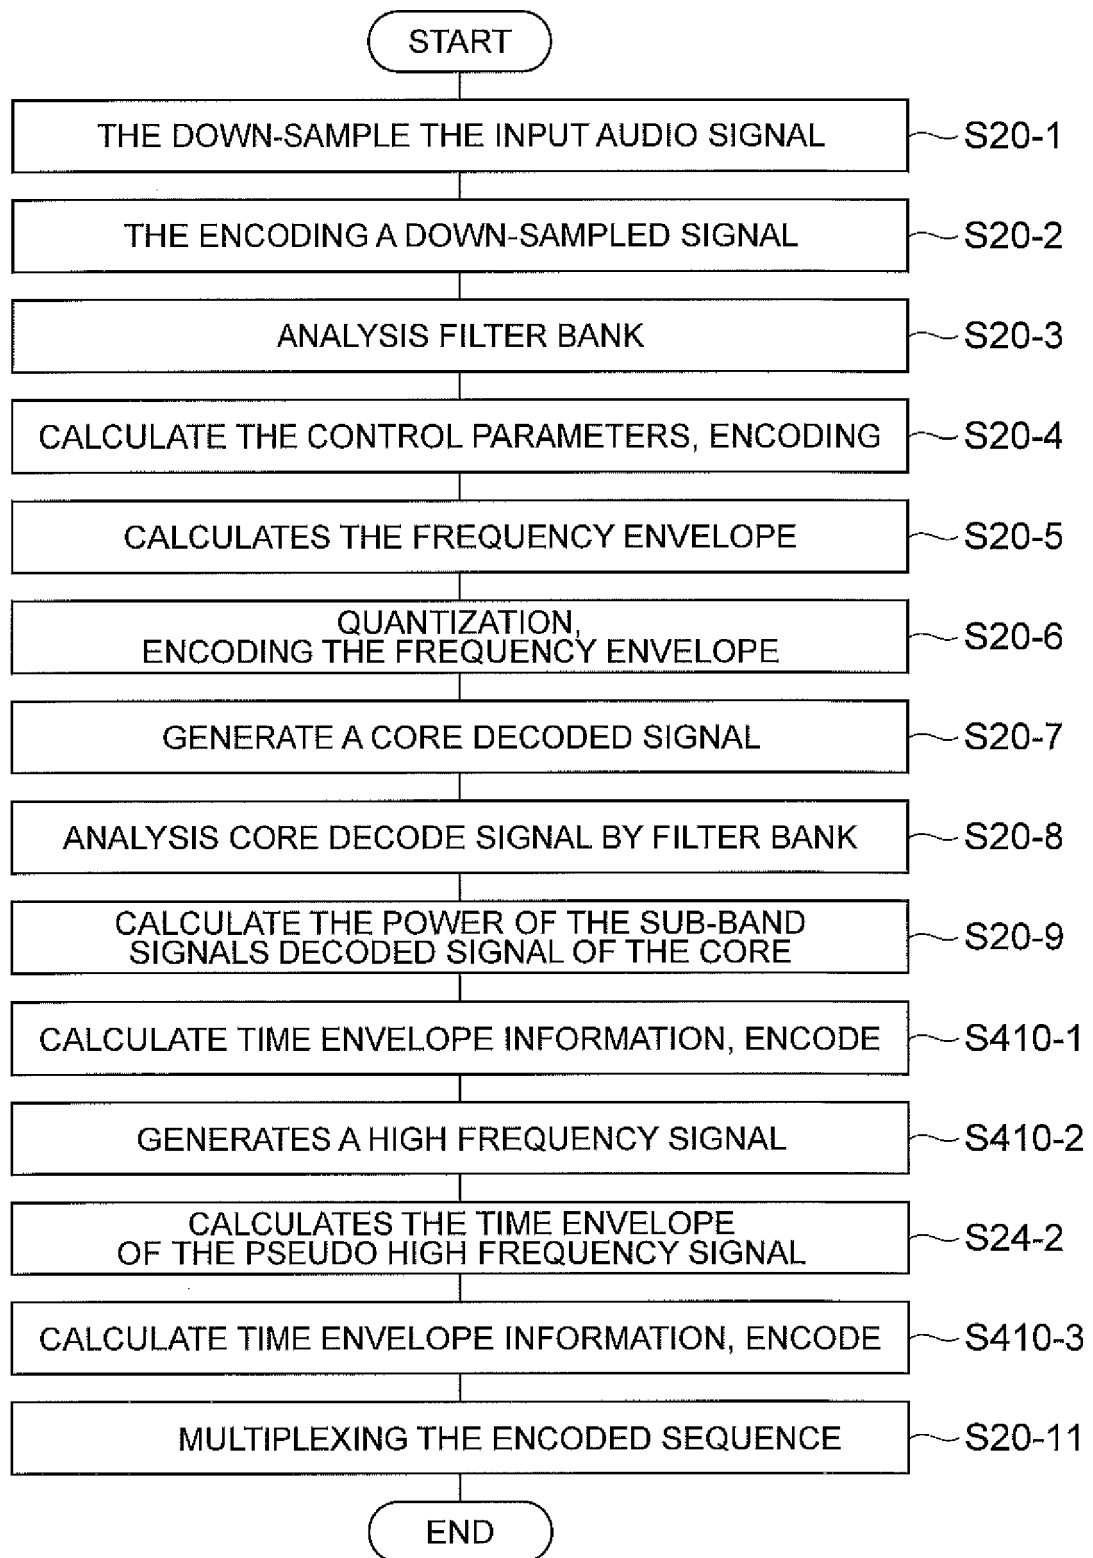 START
THE DOWN-SAMPLE THE INPUT AUDIO SIGNAL
S20-1
THE ENCODING A DOWN-SAMPLED SIGNAL
S20-2
ANALYSIS FILTER BANK
S20-3
CALCULATE THE CONTROL PARAMETERS, ENCODING
S20-4
CALCULATES THE FREQUENCY ENVELOPE
S20-5
QUANTIZATION,
ENCODING THE FREQUENCY ENVELOPE
S20-6
GENERATE A CORE DECODED SIGNAL
S20-7
ANALYSIS CORE DECODE SIGNAL BY FILTER BANK
S20-8
CALCULATE THE POWER OF THE SUB-BAND
SIGNALS DECODED SIGNAL OF THE CORE
S20-9
CALCULATE TIME ENVELOPE INFORMATION, ENCODE
S410-1
GENERATES A HIGH FREQUENCY SIGNAL
S410-2
CALCULATES THE TIME ENVELOPE
OF THE PSEUDO HIGH FREQUENCY SIGNAL
S24-2
CALCULATE TIME ENVELOPE INFORMATION, ENCODE
S410-3
MULTIPLEXING THE ENCODED SEQUENCE
S20-11
END